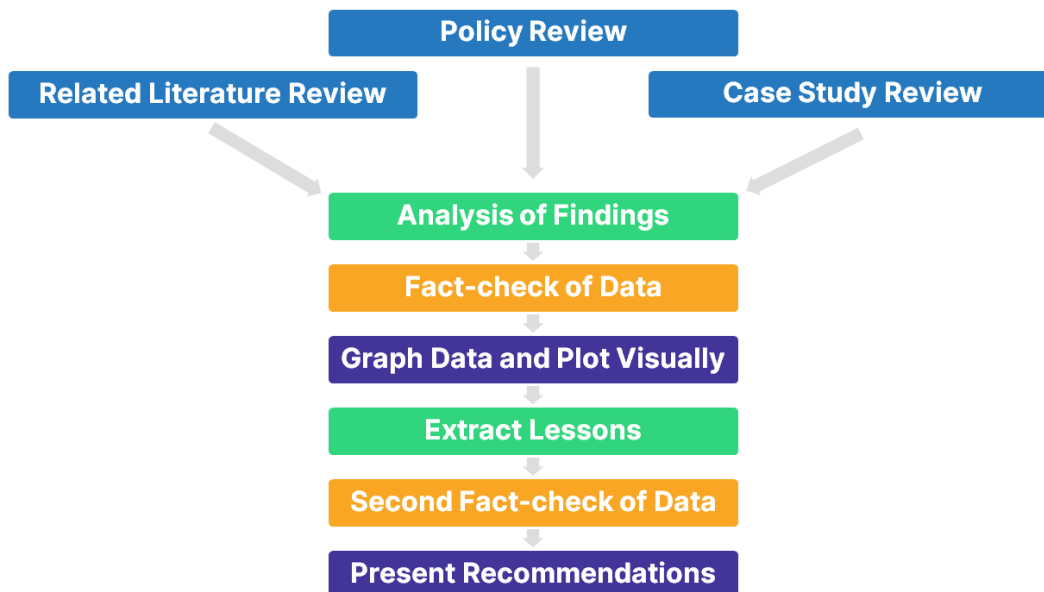 Policy Review
Related Literature Review
Case Study Review
Analysis of Findings
Fact-check of Data
Graph Data and Plot Visually
Extract Lessons
Second Fact-check of Data
Present Recommendations